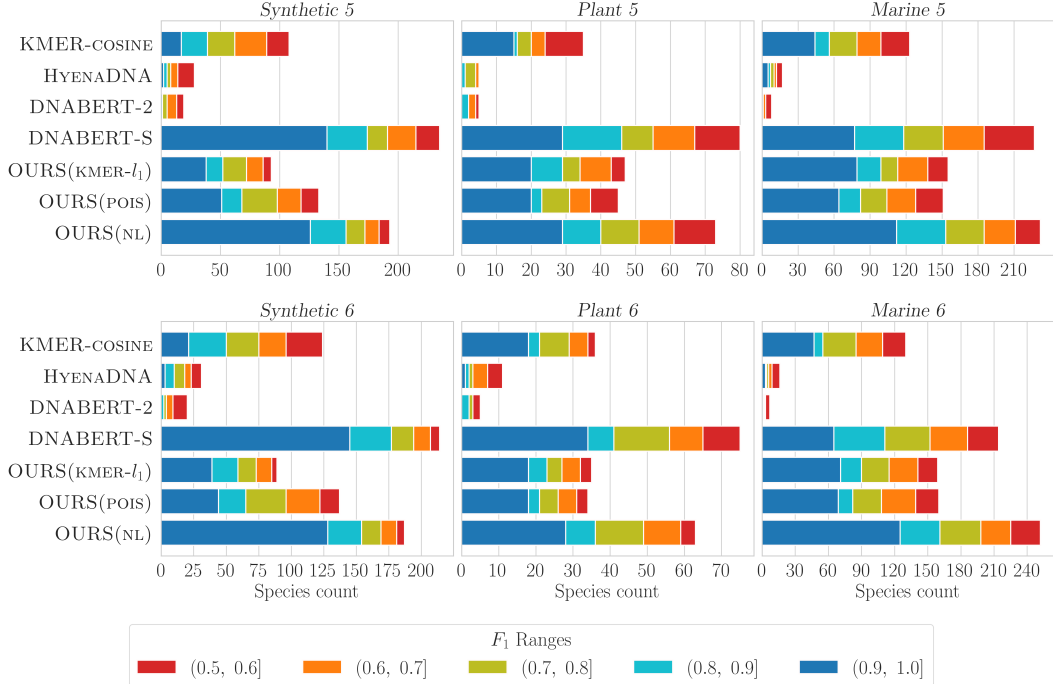 Synthetic 5 Plant 5 Marine 5
KMER-COSINE
HYENADNA
DNABERT-2
DNABERT-S
OURS(KMER-l₁)
OURS(POIS)
OURS(NL)
0 50 100 150 200 0 10 20 30 40 50 60 70 80 0 30 60 90 120 150 180 210
Synthetic 6 Plant 6 Marine 6
KMER-COSINE
HYENADNA
DNABERT-2
DNABERT-S
OURS(KMER-l₁)
OURS(POIS)
OURS(NL)
0 25 50 75 100 125 150 175 200 0 10 20 30 40 50 60 70 0 30 60 90 120 150 180 210 240
Species count Species count Species count
F₁ Ranges
(0.5, 0.6] (0.6, 0.7] (0.7, 0.8] (0.8, 0.9] (0.9, 1.0]